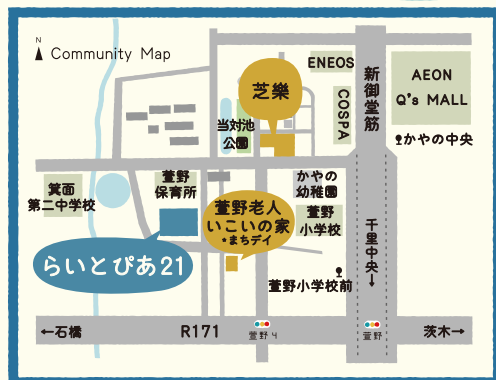 N
Community Map
ENEOS
新御堂筋
AEON
Q's MALL
芝樂
COSPA
当対池
公園
かやの中央
萱野
保育所
かやの
幼稚園
箕面
第二中学校
萱野老人
いこいの家
★まちデイ
萱野
小学校
千里中央→
らいとぴあ21
萱野小学校前
←石橋
R171
萱野4
萱野
茨木→